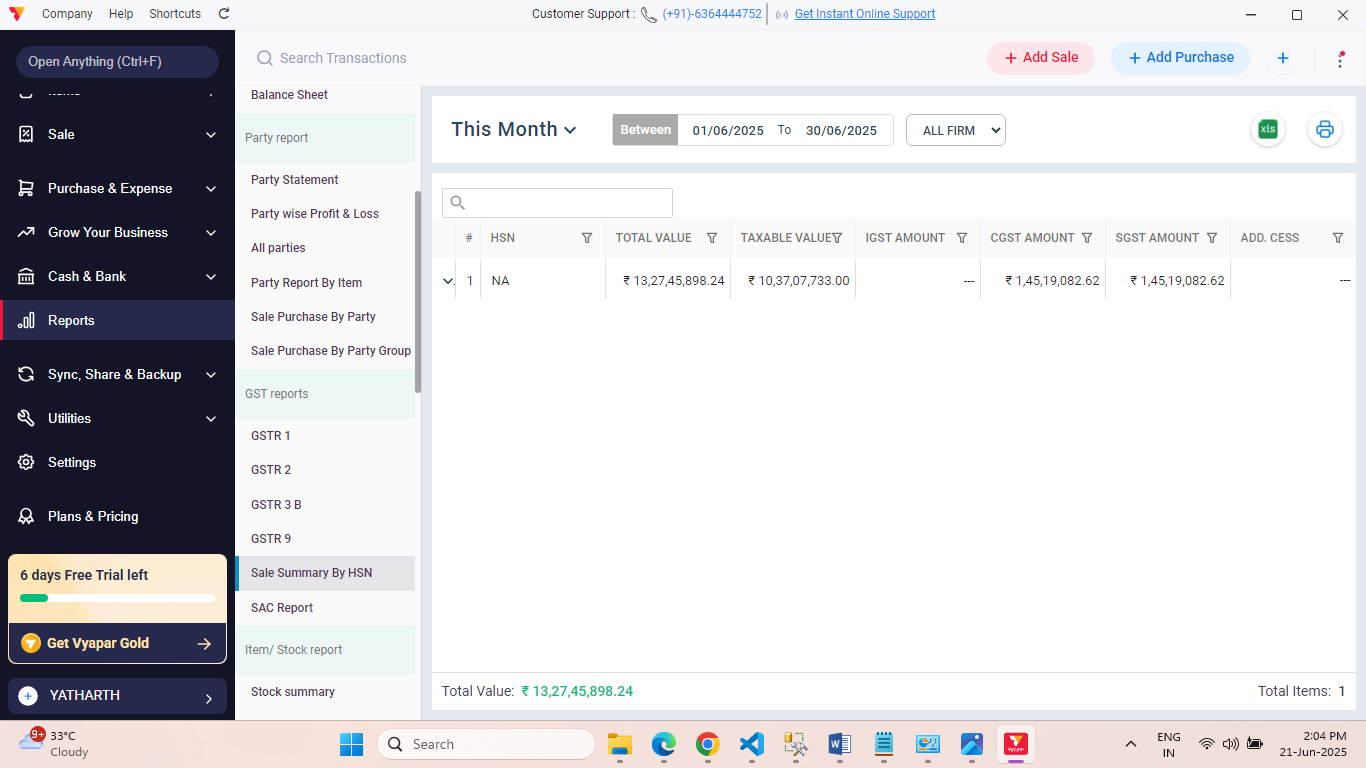 Company Help Shortcuts
Customer Support : (+91)-6364444752 Get Instant Online Support
Open Anything (Ctrl+F)
Sale
Purchase & Expense
Grow Your Business
Cash & Bank
Reports
Sync, Share & Backup
Utilities
Settings
Plans & Pricing
6 days Free Trial left
Get Vyapar Gold
YATHARTH
Search Transactions
Add Sale
Add Purchase
Balance Sheet
Party report
Party Statement
Party wise Profit & Loss
All parties
Party Report By Item
Sale Purchase By Party
Sale Purchase By Party Group
GST reports
GSTR 1
GSTR 2
GSTR 3 B
GSTR 9
Sale Summary By HSN
SAC Report
Item/ Stock report
Stock summary
This Month
Between 01/06/2025 To 30/06/2025
ALL FIRM
xls
# HSN TOTAL VALUE TAXABLE VALUE IGST AMOUNT CGST AMOUNT SGST AMOUNT ADD. CESS
1 NA ₹ 13,27,45,898.24 ₹ 10,37,07,733.00 --- ₹ 1,45,19,082.62 ₹ 1,45,19,082.62 ---
Total Value: ₹ 13,27,45,898.24
Total Items: 1
9+
33°C
Cloudy
Search
Vyapar
ENG
IN
2:04 PM
21-Jun-2025